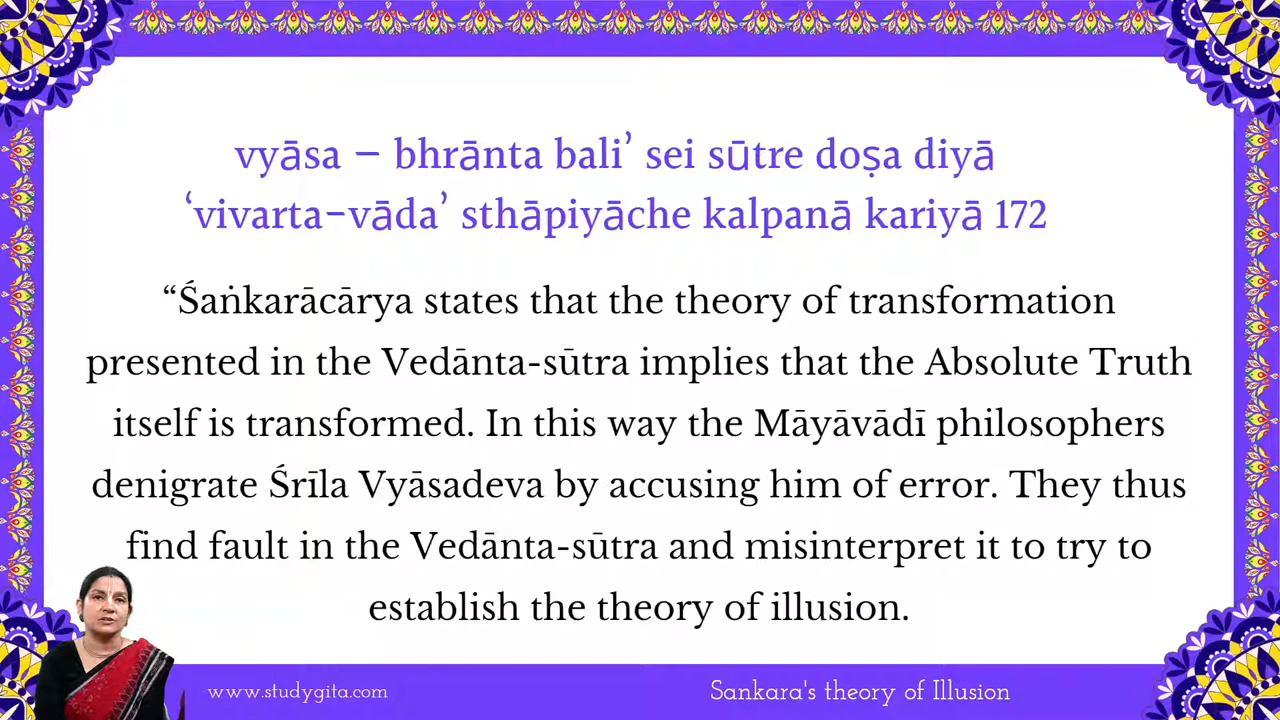 vyāsa – bhrānta bali’ sei sūtre doṣa diyā
‘vivarta-vāda’ sthāpiyāche kalpanā kariyā 172
“Śaṅkarācārya states that the theory of transformation
presented in the Vedānta-sūtra implies that the Absolute Truth
itself is transformed. In this way the Māyāvādī philosophers
denigrate Śrīla Vyāsadeva by accusing him of error. They thus
find fault in the Vedānta-sūtra and misinterpret it to try to
establish the theory of illusion.
www.studygita.com
Sankara's theory of Illusion